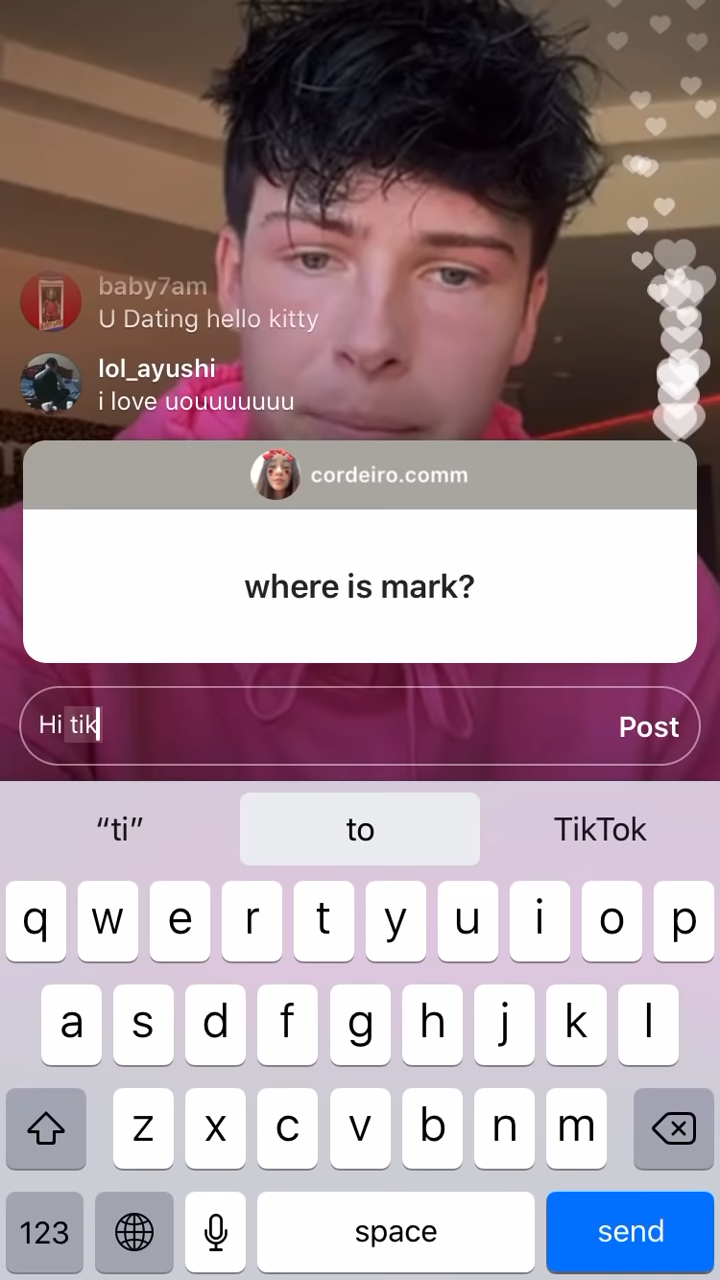 baby7am
U Dating hello kitty
lol_ayushi
i love uouuuuuuu
cordeiro.comm
where is mark?
Hi tik
Post
“ti”
to
TikTok
q w e r t y u i o p
a s d f g h j k l
z x c v b n m
123
space
send